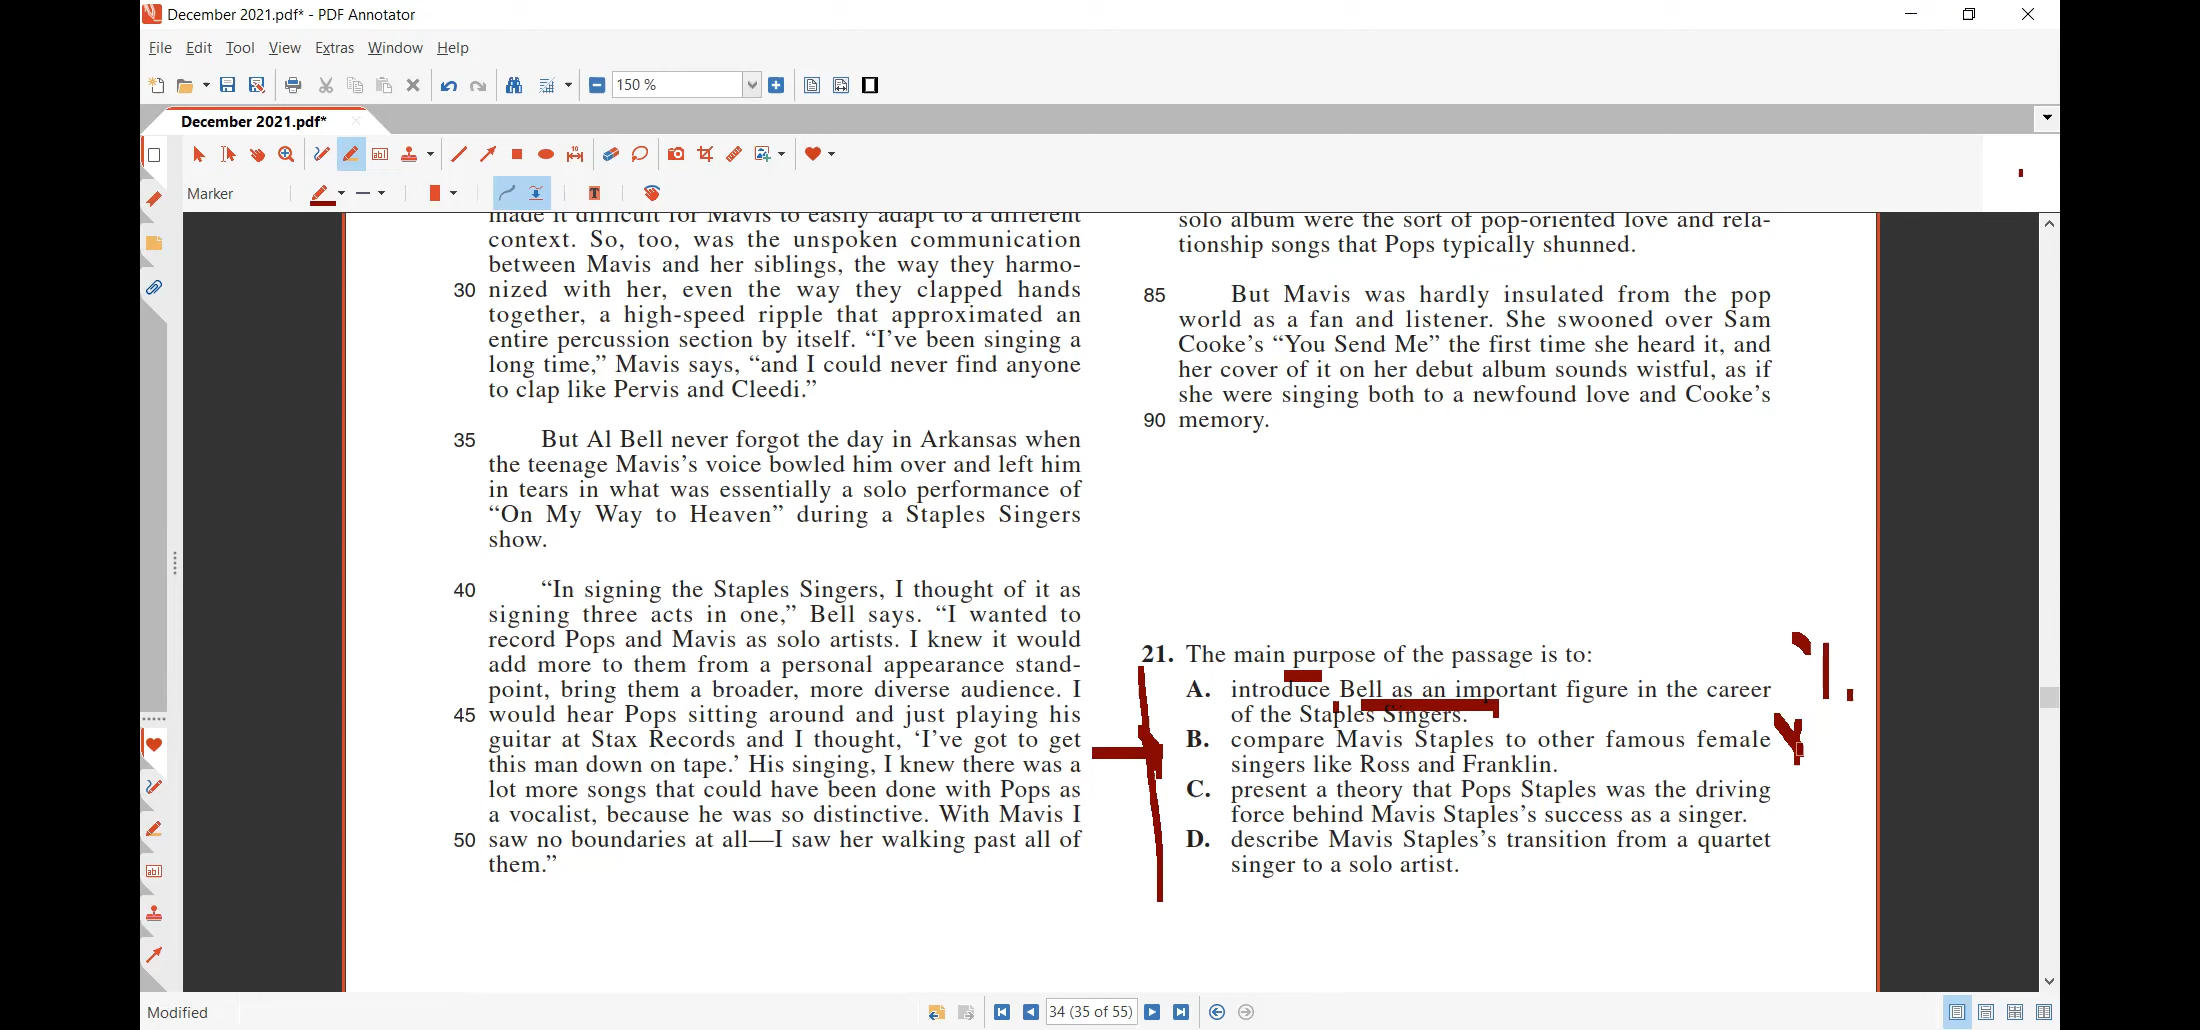 December 2021.pdf* - PDF Annotator
File Edit Tool View Extras Window Help
150 %
December 2021.pdf*
Marker
made it difficult for Mavis to easily adapt to a different
context. So, too, was the unspoken communication
between Mavis and her siblings, the way they harmo-
30 nized with her, even the way they clapped hands
together, a high-speed ripple that approximated an
entire percussion section by itself. “I’ve been singing a
long time,” Mavis says, “and I could never find anyone
to clap like Pervis and Cleedi.”
35 But Al Bell never forgot the day in Arkansas when
the teenage Mavis’s voice bowled him over and left him
in tears in what was essentially a solo performance of
“On My Way to Heaven” during a Staples Singers
show.
40 “In signing the Staples Singers, I thought of it as
signing three acts in one,” Bell says. “I wanted to
record Pops and Mavis as solo artists. I knew it would
add more to them from a personal appearance stand-
point, bring them a broader, more diverse audience. I
45 would hear Pops sitting around and just playing his
guitar at Stax Records and I thought, ‘I’ve got to get
this man down on tape.’ His singing, I knew there was a
lot more songs that could have been done with Pops as
a vocalist, because he was so distinctive. With Mavis I
50 saw no boundaries at all—I saw her walking past all of
them.”
solo album were the sort of pop-oriented love and rela-
tionship songs that Pops typically shunned.
85 But Mavis was hardly insulated from the pop
world as a fan and listener. She swooned over Sam
Cooke’s “You Send Me” the first time she heard it, and
her cover of it on her debut album sounds wistful, as if
she were singing both to a newfound love and Cooke’s
90 memory.
21. The main purpose of the passage is to:
A. introduce Bell as an important figure in the career
of the Staples Singers.
B. compare Mavis Staples to other famous female
singers like Ross and Franklin.
C. present a theory that Pops Staples was the driving
force behind Mavis Staples’s success as a singer.
D. describe Mavis Staples’s transition from a quartet
singer to a solo artist.
Modified
34 (35 of 55)